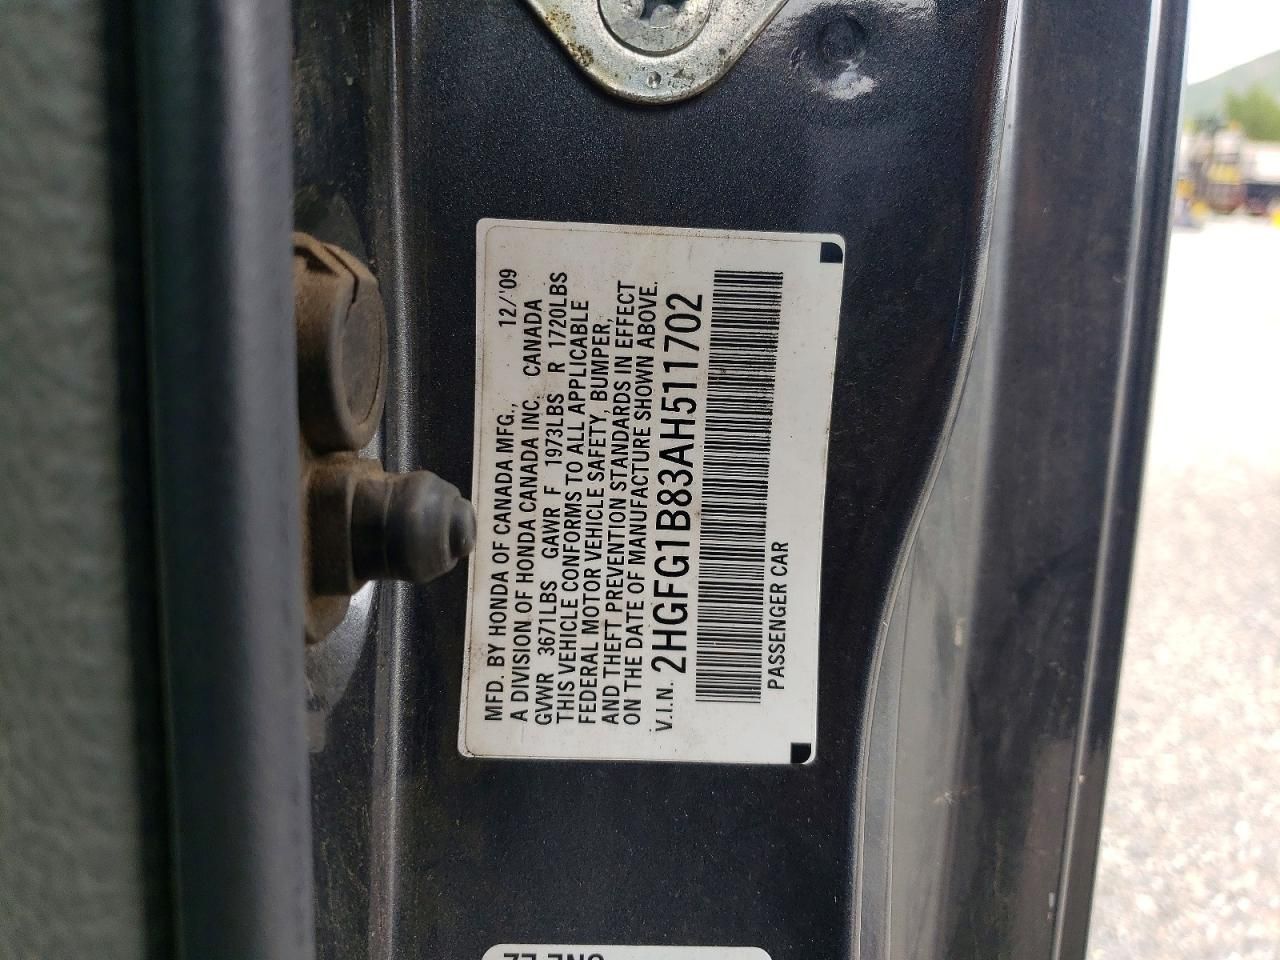 MFD. BY HONDA OF CANADA MFG., 12/'09
A DIVISION OF HONDA CANADA INC. CANADA
GVWR 3671LBS GAWR F 1973LBS R 1720LBS
THIS VEHICLE CONFORMS TO ALL APPLICABLE
FEDERAL MOTOR VEHICLE SAFETY, BUMPER,
AND THEFT PREVENTION STANDARDS IN EFFECT
ON THE DATE OF MANUFACTURE SHOWN ABOVE.
V.I.N. 2HGFG1B83AH511702
PASSENGER CAR